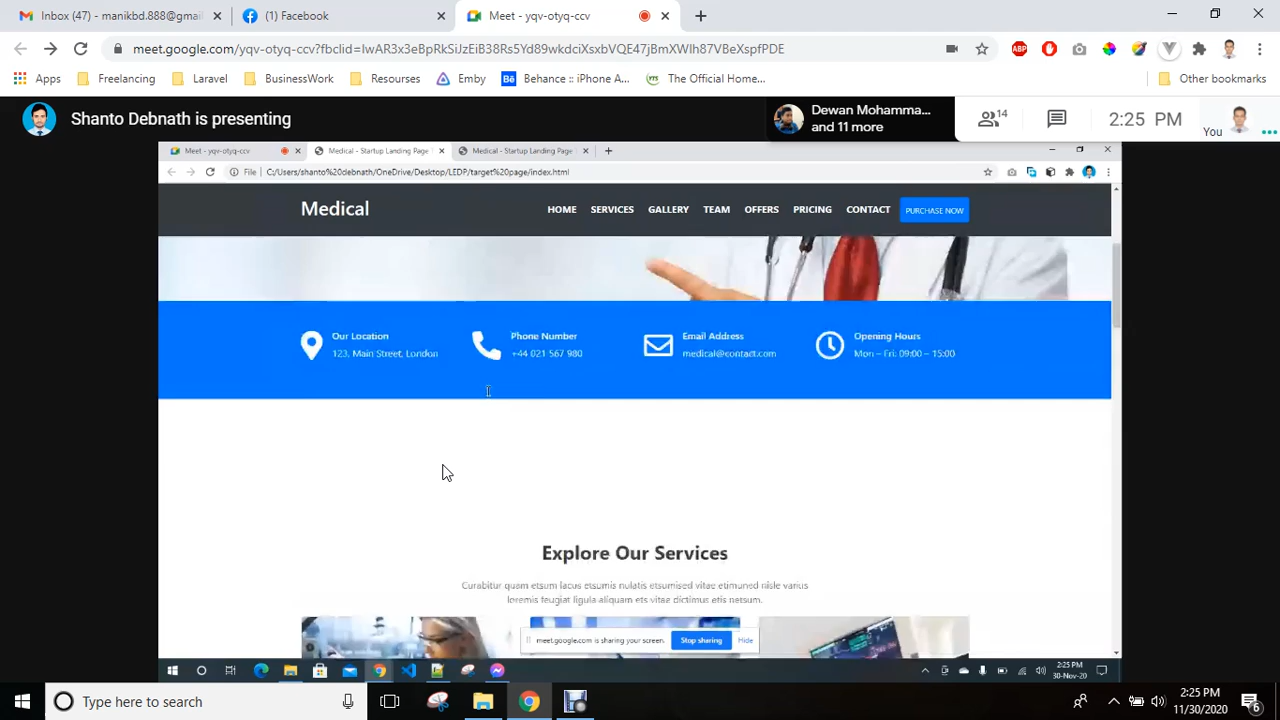 Inbox (47) - manikbd.888@gmail
(1) Facebook
Meet - yqv-otyq-ccv
meet.google.com/yqv-otyq-ccv?fbclid=IwAR3x3eBpRkSiJzEiB38Rs5Yd89wkdciXsxbVQE47jBmXWIh87VBeXspfPDE
ABP
Apps
Freelancing
Laravel
BusinessWork
Resourses
Emby
Bē
Behance :: iPhone A...
The Official Home...
Other bookmarks
Shanto Debnath is presenting
Dewan Mohamma...
and 11 more
14
2:25 PM
You
Meet - yqv-otyq-ccv
Medical - Startup Landing Page
Medical - Startup Landing Page
File | C:/Users/shanto%20debnath/OneDrive/Desktop/LEDP/target%20page/index.html
Medical
HOME SERVICES GALLERY TEAM OFFERS PRICING CONTACT PURCHASE NOW
Our Location
123, Main Street, London
Phone Number
+44 021 567 980
Email Address
medical@contact.com
Opening Hours
Mon – Fri: 09:00 – 15:00
Explore Our Services
Curabitur quam etsum lacus etsumis nulatis etsumised vitae etimuned nisle varius
loremis feugiat ligula aliquam ets vitae dictimus etis netsum.
meet.google.com is sharing your screen.
Stop sharing
Hide
2:25 PM
30-Nov-20
Type here to search
2:25 PM
11/30/2020
6